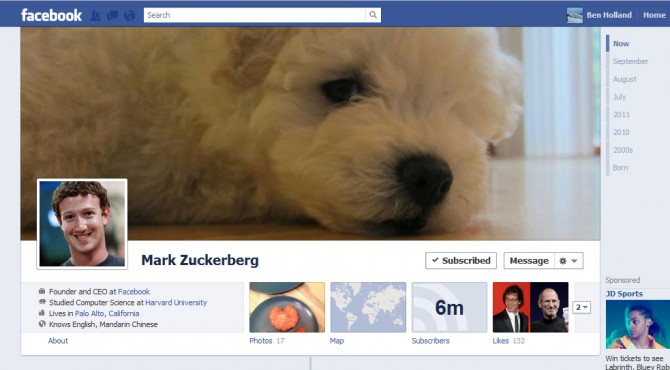 facebook
Search
Ben Holland
Home
Now
September
August
July
2011
2010
2000s
Born
Mark Zuckerberg
✓ Subscribed
Message
Founder and CEO at Facebook
Studied Computer Science at Harvard University
Lives in Palo Alto, California
Knows English, Mandarin Chinese
About
Photos 17
Map
6m
Subscribers
Likes 132
2
Sponsored
JD Sports
Win tickets to see
Labrinth, Bluey Rob